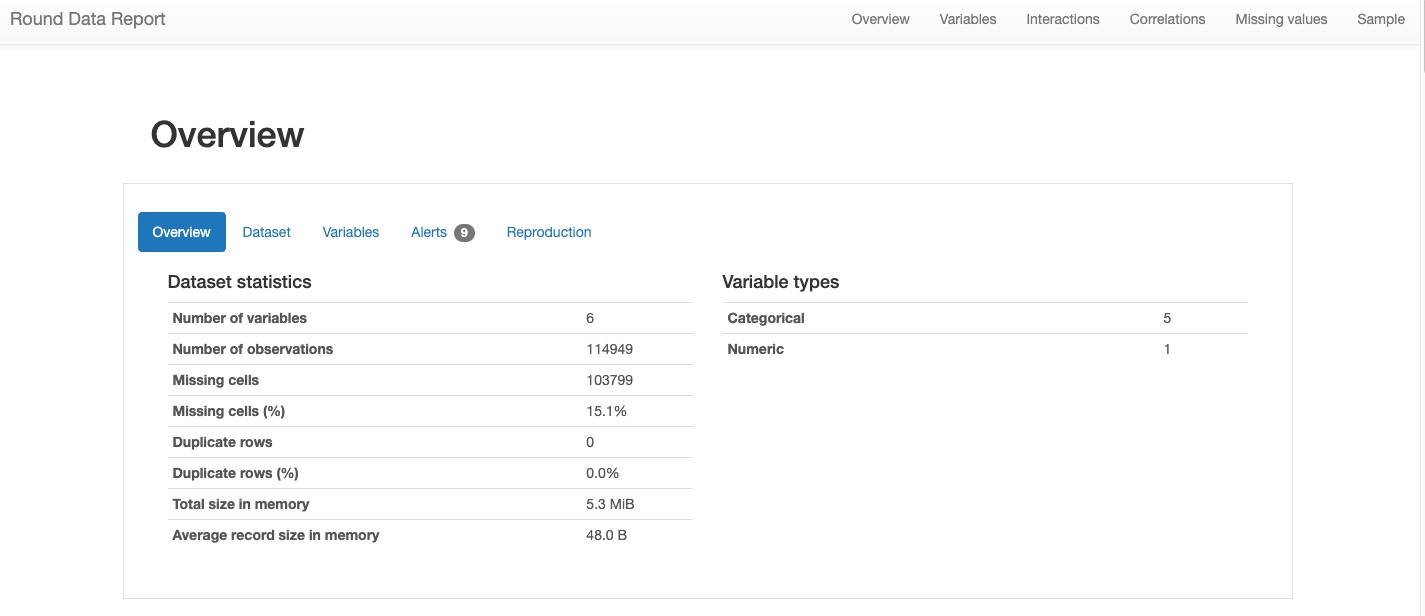 Round Data Report
Overview Variables Interactions Correlations Missing values Sample
Overview
Overview Dataset Variables Alerts 9 Reproduction
Dataset statistics
Number of variables 6
Number of observations 114949
Missing cells 103799
Missing cells (%) 15.1%
Duplicate rows 0
Duplicate rows (%) 0.0%
Total size in memory 5.3 MiB
Average record size in memory 48.0 B
Variable types
Categorical 5
Numeric 1